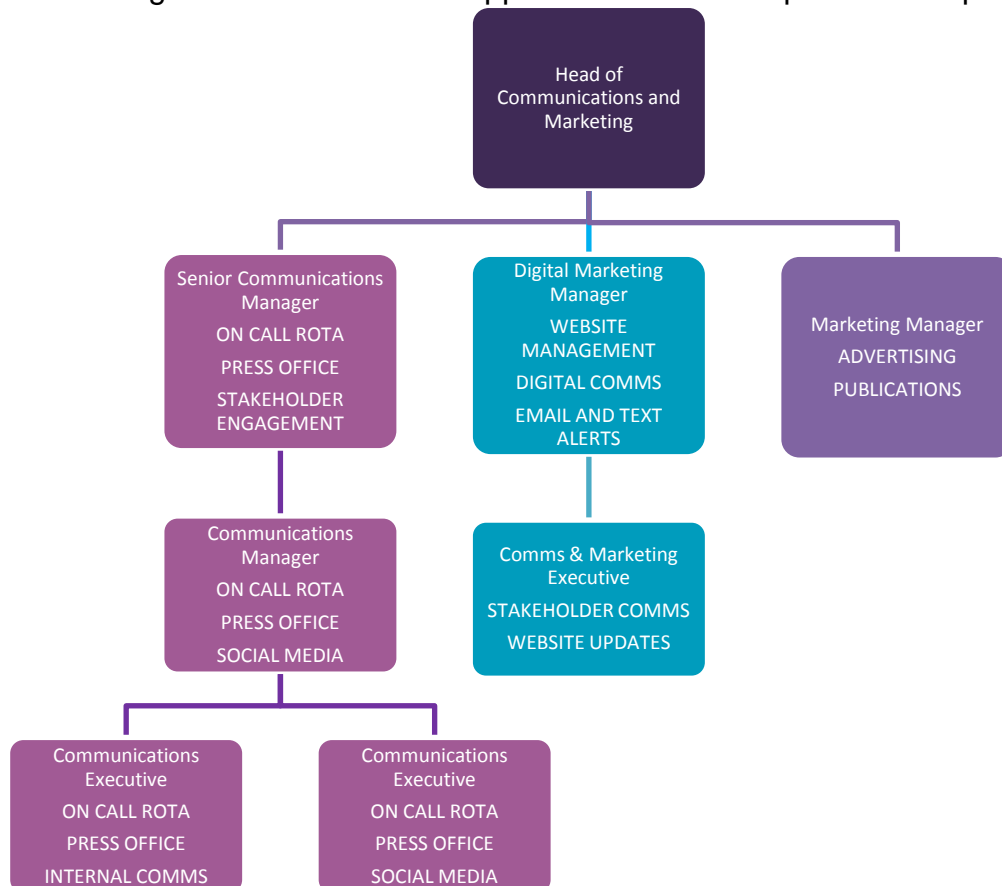 Head of
Communications and
Marketing
Senior Communications
Manager
ON CALL ROTA
PRESS OFFICE
STAKEHOLDER
ENGAGEMENT
Digital Marketing
Manager
WEBSITE
MANAGEMENT
DIGITAL COMMS
EMAIL AND TEXT
ALERTS
Marketing Manager
ADVERTISING
PUBLICATIONS
Communications
Manager
ON CALL ROTA
PRESS OFFICE
SOCIAL MEDIA
Comms & Marketing
Executive
STAKEHOLDER COMMS
WEBSITE UPDATES
Communications
Executive
ON CALL ROTA
PRESS OFFICE
INTERNAL COMMS
Communications
Executive
ON CALL ROTA
PRESS OFFICE
SOCIAL MEDIA